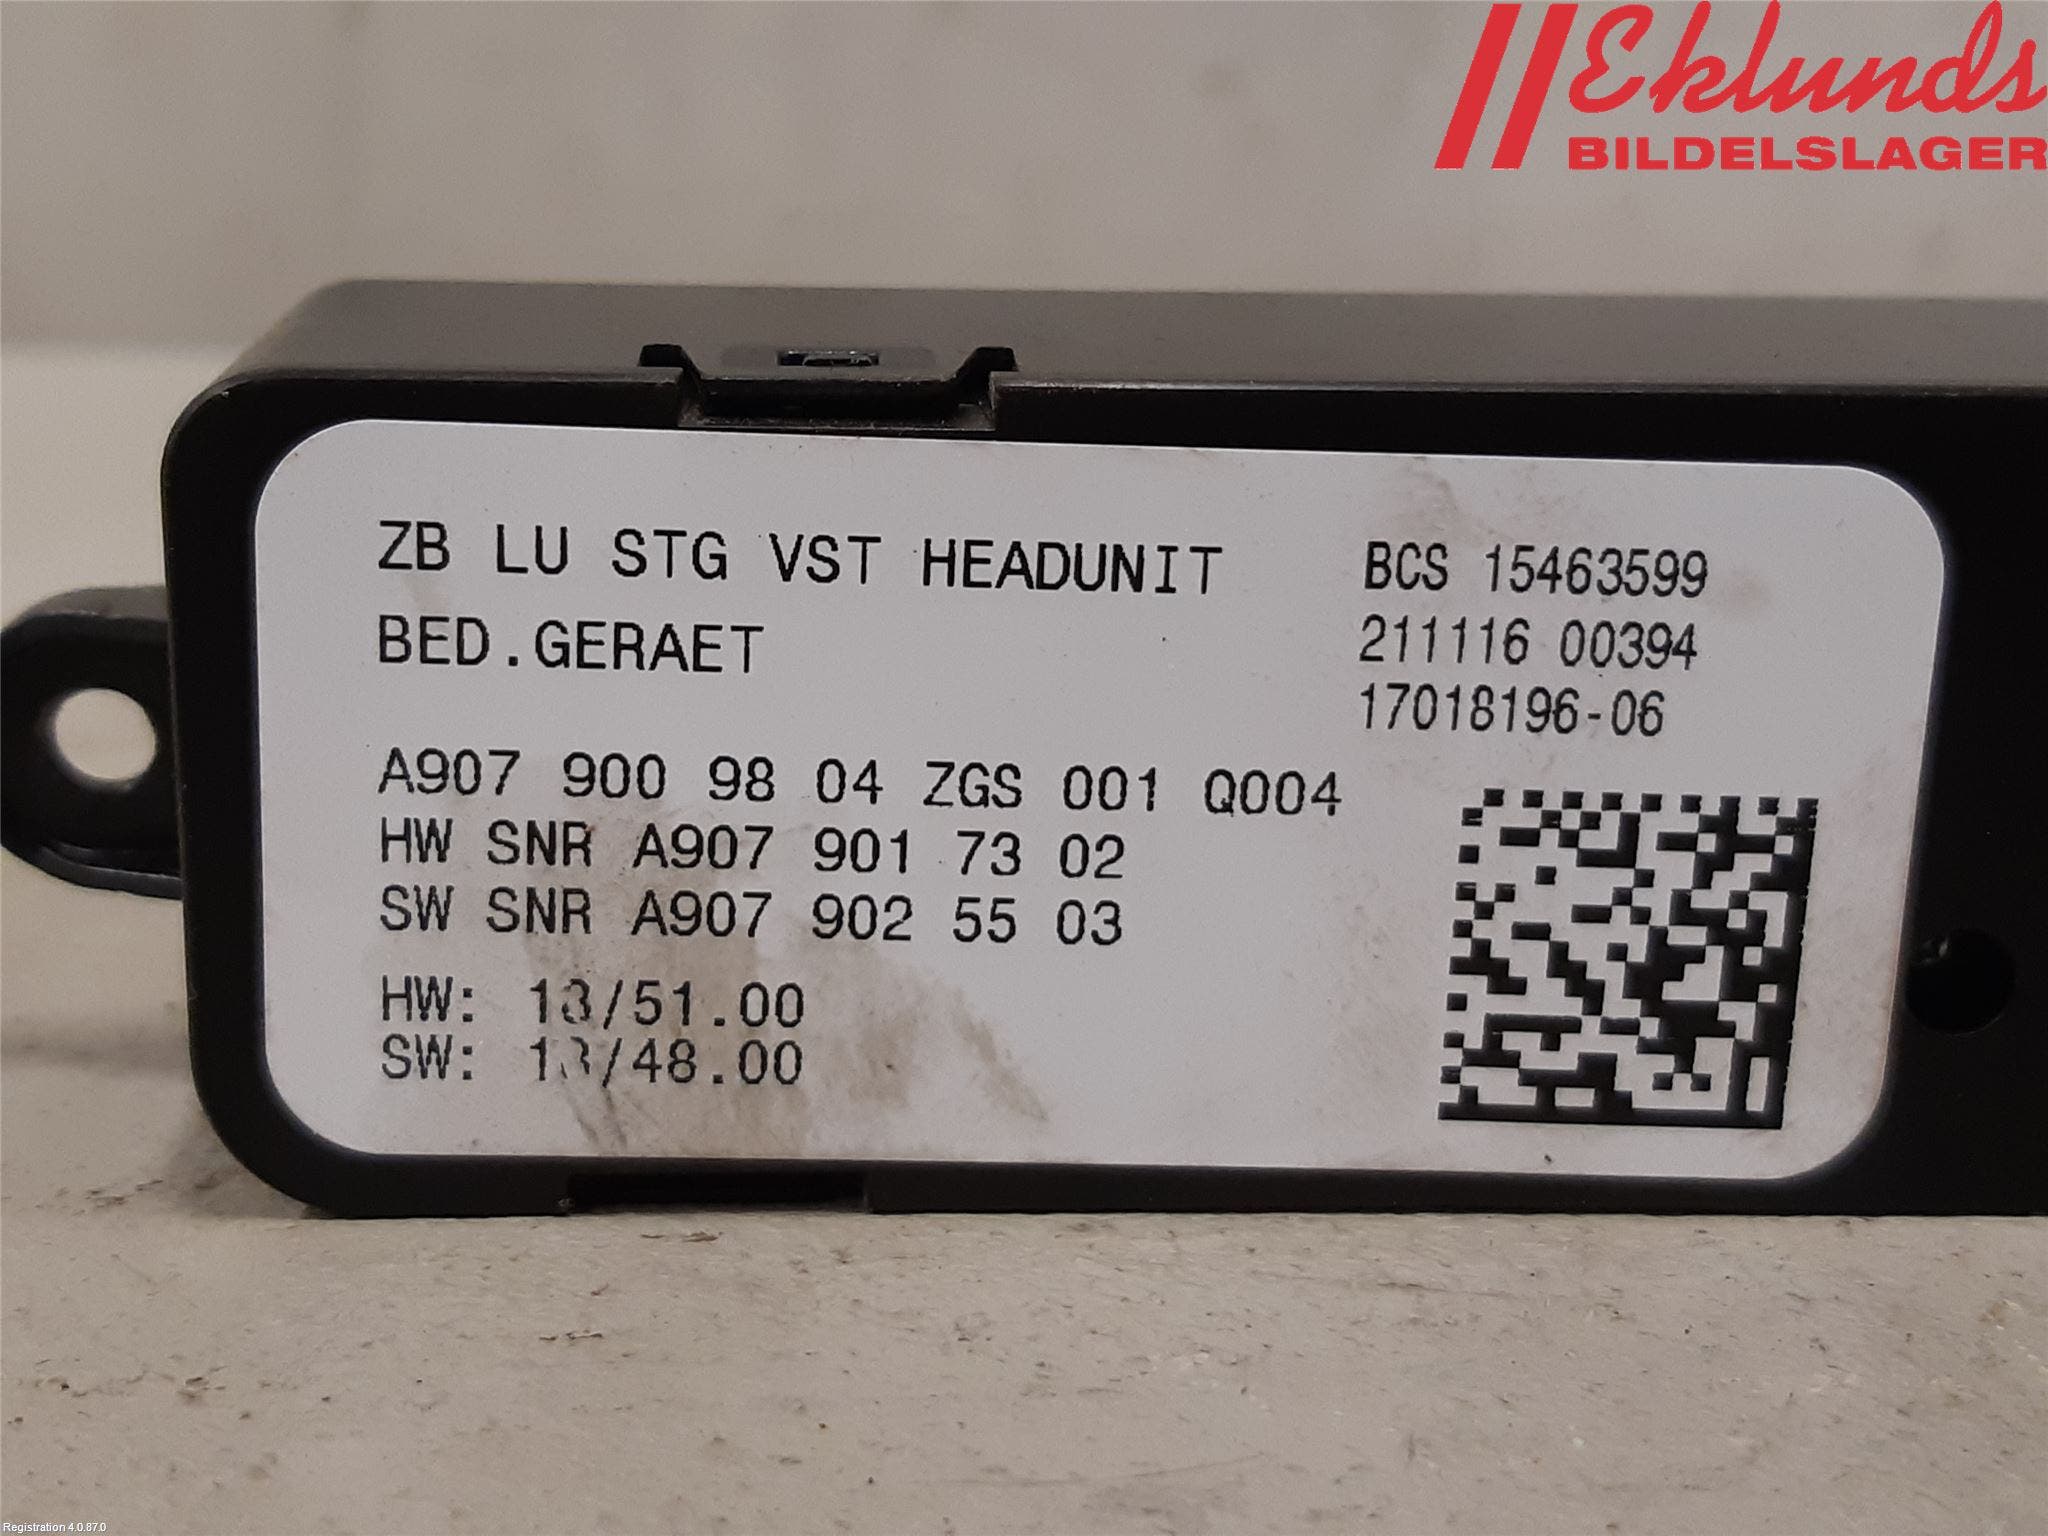 Eklunds
BILDELSLAGER
ZB LU STG VST HEADUNIT
BED.GERAET
BCS 15463599
211116 00394
17018196-06
A907 900 98 04 ZGS 001 Q004
HW SNR A907 901 73 02
SW SNR A907 902 55 03
HW: 18/51.00
SW: /48.00
Registration 4.0.87.0